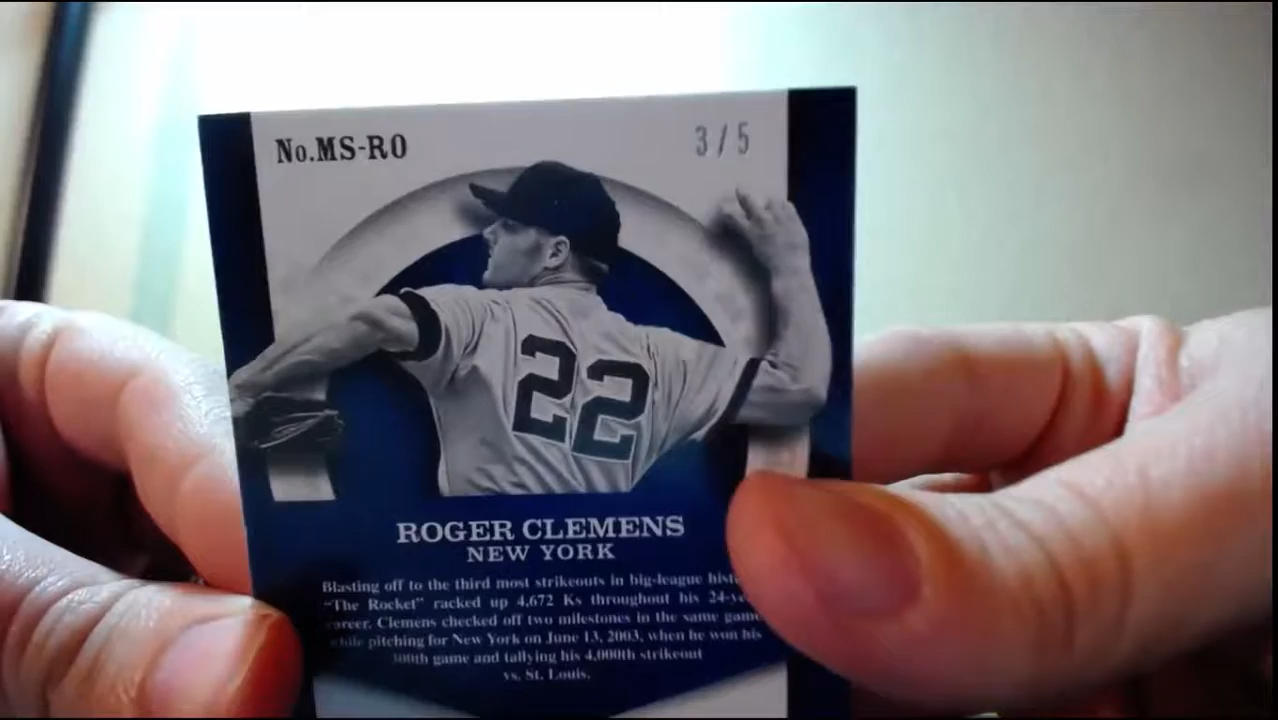 No.MS-RO
3/5
22
ROGER CLEMENS
NEW YORK
Blasting off to the third most strikeouts in big-league
"The Rocket" racked up 4,672 Ks throughout his
career. Clemens checked off two milestones in the same game
while pitching for New York on June 13, 2003, when he won his
300th game and tallying his 4,000th strikeout
vs. St. Louis.